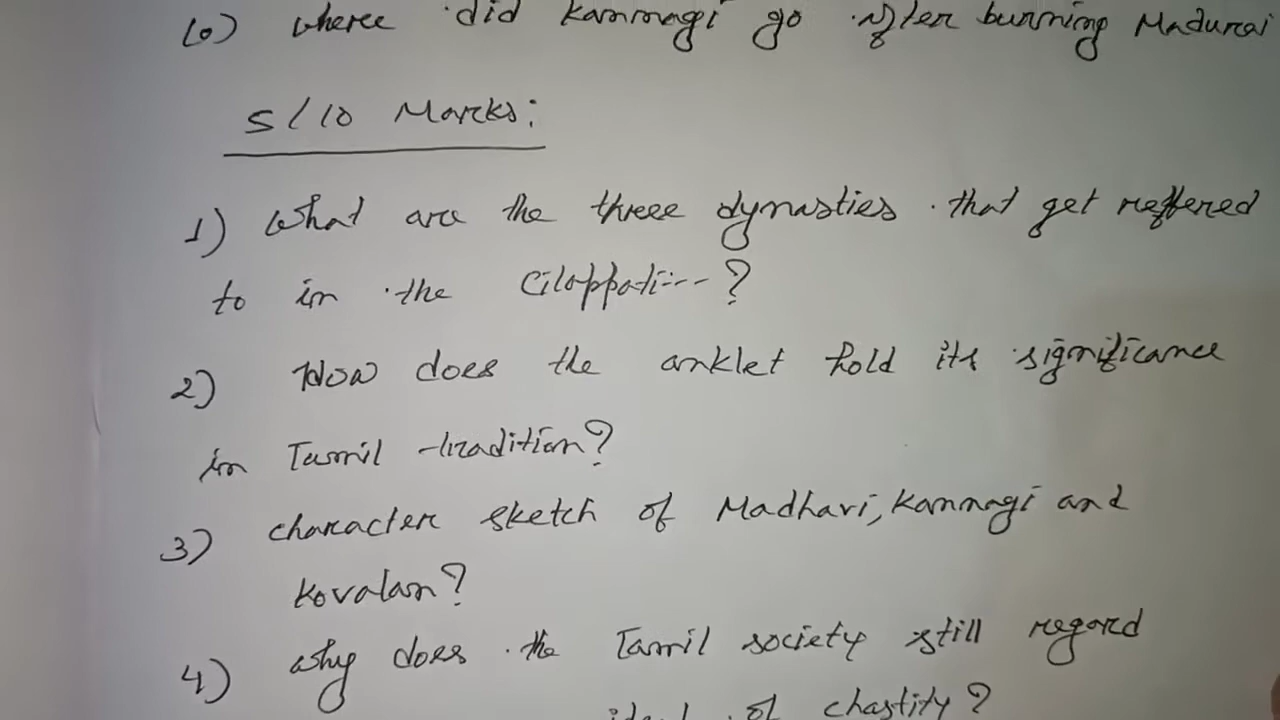 10) where did kannagi go after burning Madurai
5/10 Marks:
1) What are the three dynasties that get reffered
to in the Cilappati---?
2) How does the anklet hold its significance
in Tamil tradition?
3) character sketch of Madhavi, Kannagi and
Kovalan?
4) why does the Tamil society still regard
of chastity?